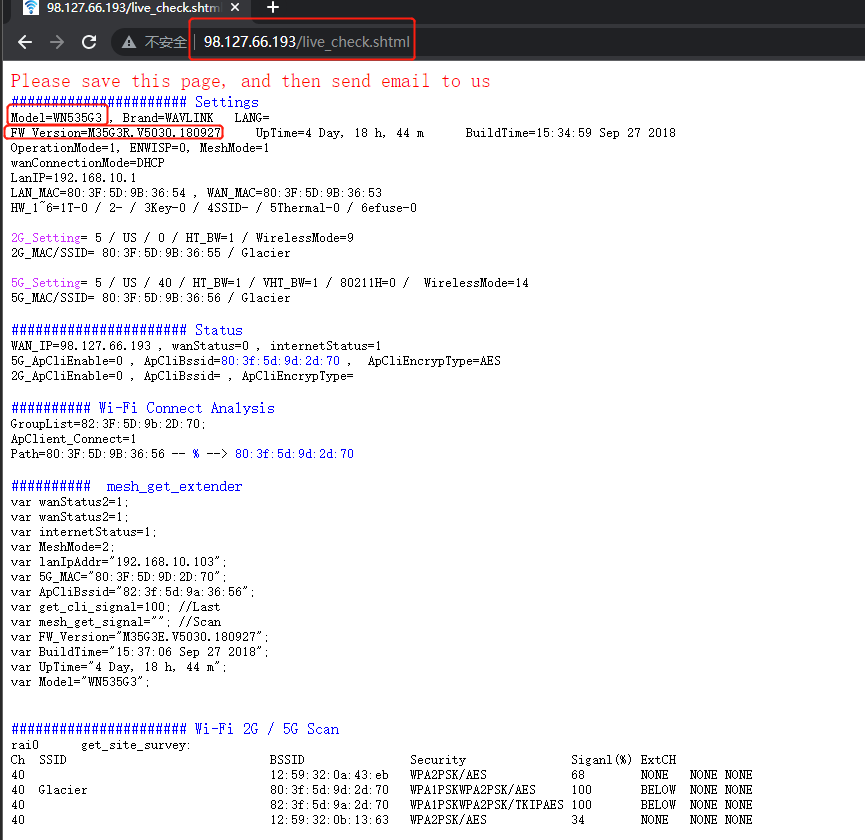 98.127.66.193/live_check.shtm
不安全 98.127.66.193/live_check.shtml
Please save this page, and then send email to us
###################### Settings
Model=WN535G3 , Brand=WAVLINK LANG=
FW_Version=M35G3R.V5030.180927 UpTime=4 Day, 18 h, 44 m BuildTime=15:34:59 Sep 27 2018
OperationMode=1, ENWISP=0, MeshMode=1
wanConnectionMode=DHCP
LanIP=192.168.10.1
LAN_MAC=80:3F:5D:9B:36:54 , WAN_MAC=80:3F:5D:9B:36:53
HW_1~6=1T-0 / 2- / 3Key-0 / 4SSID- / 5Thermal-0 / 6efuse-0
2G_Setting= 5 / US / 0 / HT_BW=1 / WirelessMode=9
2G_MAC/SSID= 80:3F:5D:9B:36:55 / Glacier
5G_Setting= 5 / US / 40 / HT_BW=1 / VHT_BW=1 / 80211H=0 / WirelessMode=14
5G_MAC/SSID= 80:3F:5D:9B:36:56 / Glacier
###################### Status
WAN_IP=98.127.66.193 , wanStatus=0 , internetStatus=1
5G_ApCliEnable=0 , ApCliBssid=80:3f:5d:9d:2d:70 , ApCliEncrypType=AES
2G_ApCliEnable=0 , ApCliBssid= , ApCliEncrypType=
########## Wi-Fi Connect Analysis
GroupList=82:3F:5D:9b:2D:70;
ApClient_Connect=1
Path=80:3F:5D:9B:36:56 -- % --> 80:3f:5d:9d:2d:70
########## mesh_get_extender
var wanStatus2=1;
var wanStatus2=1;
var internetStatus=1;
var MeshMode=2;
var lanIpAddr="192.168.10.103";
var 5G_MAC="80:3F:5D:9D:2D:70";
var ApCliBssid="82:3f:5d:9a:36:56";
var get_cli_signal=100; //Last
var mesh_get_signal=""; //Scan
var FW_Version="M35G3E.V5030.180927";
var BuildTime="15:37:06 Sep 27 2018";
var UpTime="4 Day, 18 h, 44 m";
var Model="WN535G3";
###################### Wi-Fi 2G / 5G Scan
rai0 get_site_survey:
Ch SSID BSSID Security Siganl(%) ExtCH
40 12:59:32:0a:43:eb WPA2PSK/AES 68 NONE NONE NONE
40 Glacier 80:3f:5d:9d:2d:70 WPA1PSKWPA2PSK/AES 100 BELOW NONE NONE
40 82:3f:5d:9a:2d:70 WPA1PSKWPA2PSK/TKIPAES 100 BELOW NONE NONE
40 12:59:32:0b:13:63 WPA2PSK/AES 34 NONE NONE NONE